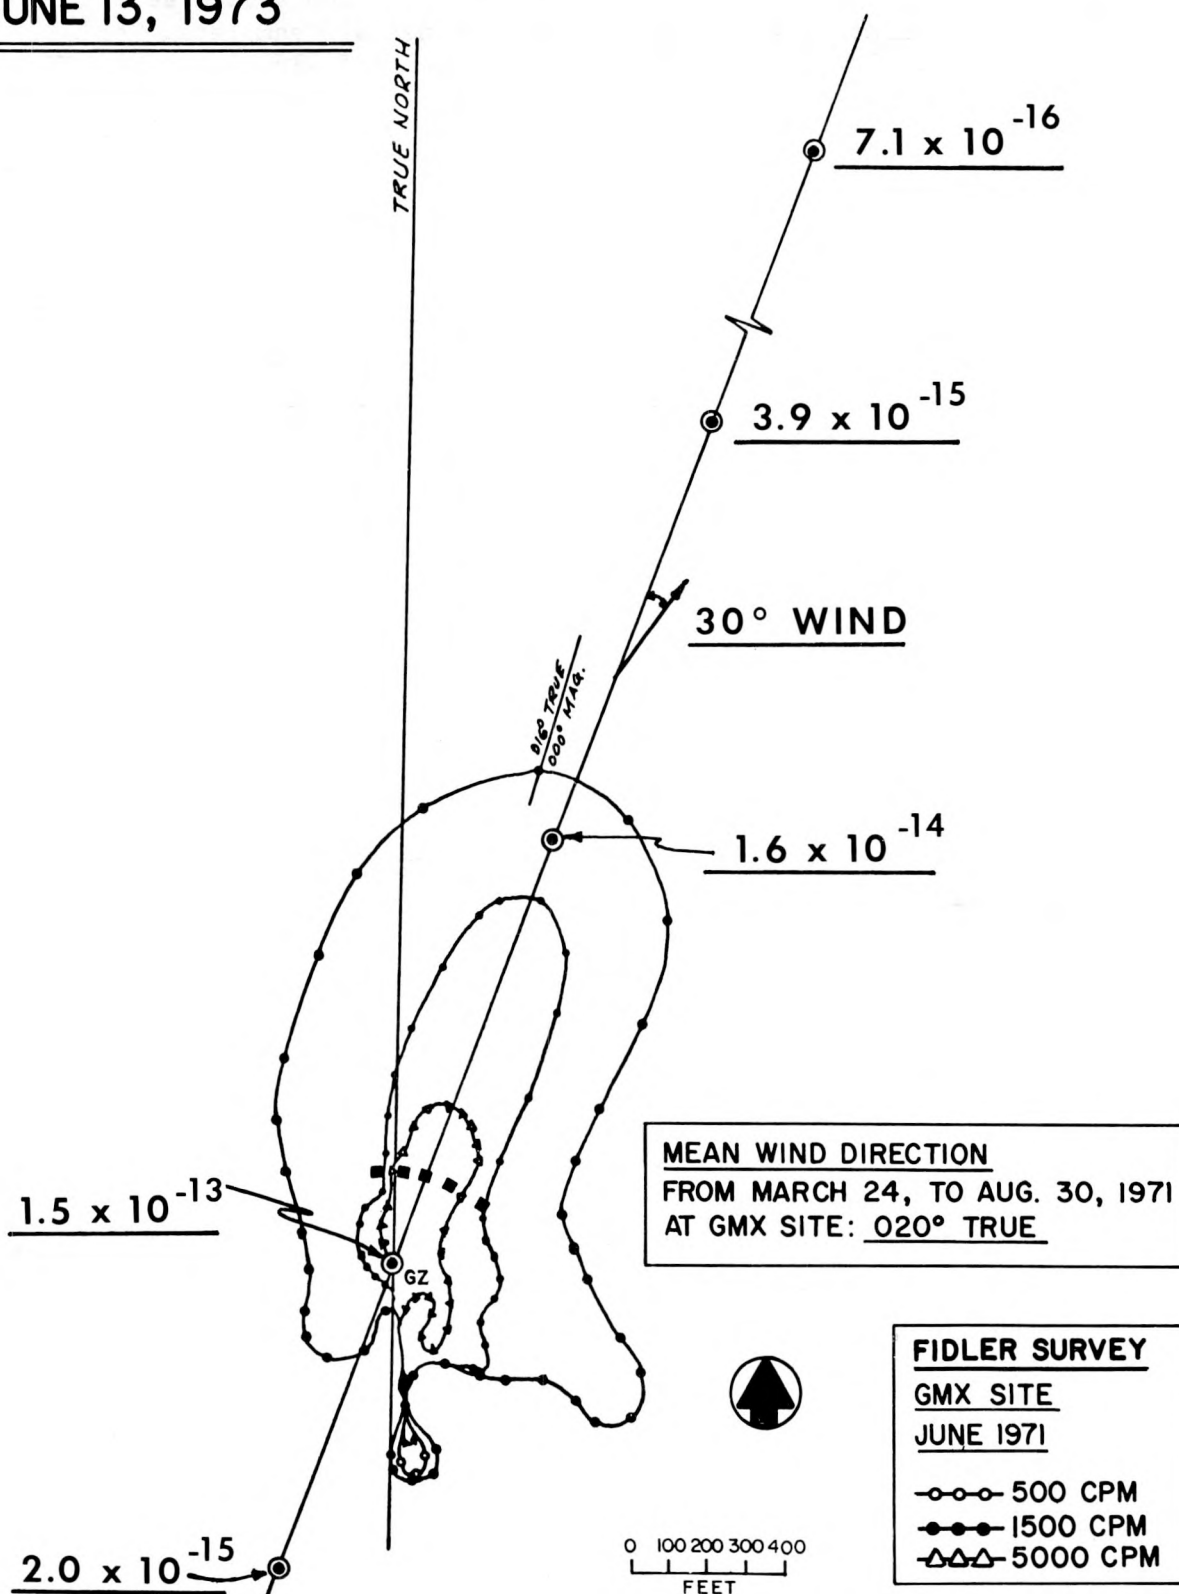 UNE 13, 1973
TRUE NORTH
7.1 x 10 -16
3.9 x 10 -15
30° WIND
016° TRUE
000° MAG.
1.6 x 10 -14
MEAN WIND DIRECTION
FROM MARCH 24, TO AUG. 30, 1971
AT GMX SITE: 020° TRUE
1.5 x 10 -13
GZ
FIDLER SURVEY
GMX SITE
JUNE 1971
500 CPM
1500 CPM
5000 CPM
2.0 x 10 -15
0 100 200 300 400
FEET